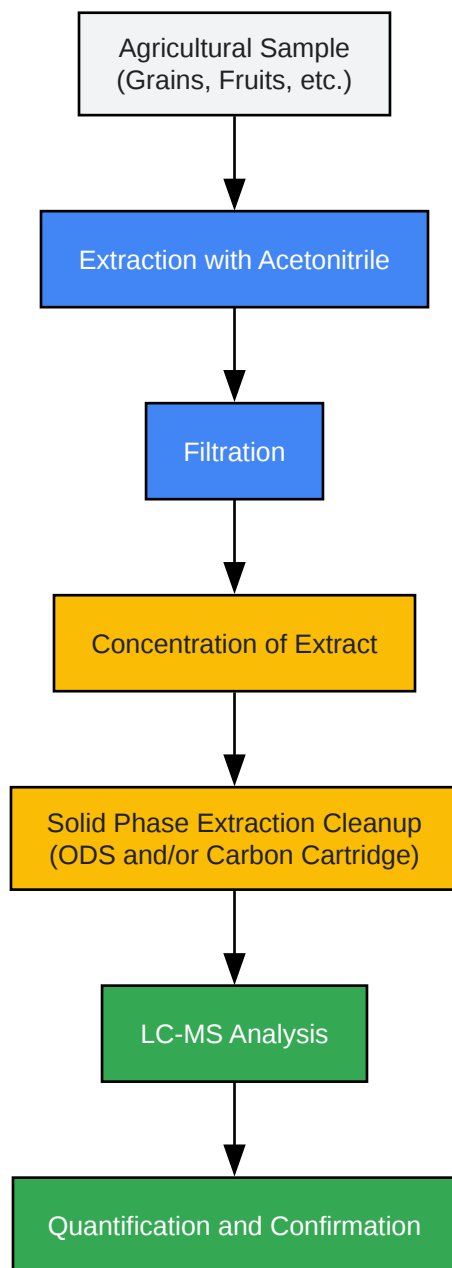 Agricultural Sample
(Grains, Fruits, etc.)
Extraction with Acetonitrile
Filtration
Concentration of Extract
Solid Phase Extraction Cleanup
(ODS and/or Carbon Cartridge)
LC-MS Analysis
Quantification and Confirmation